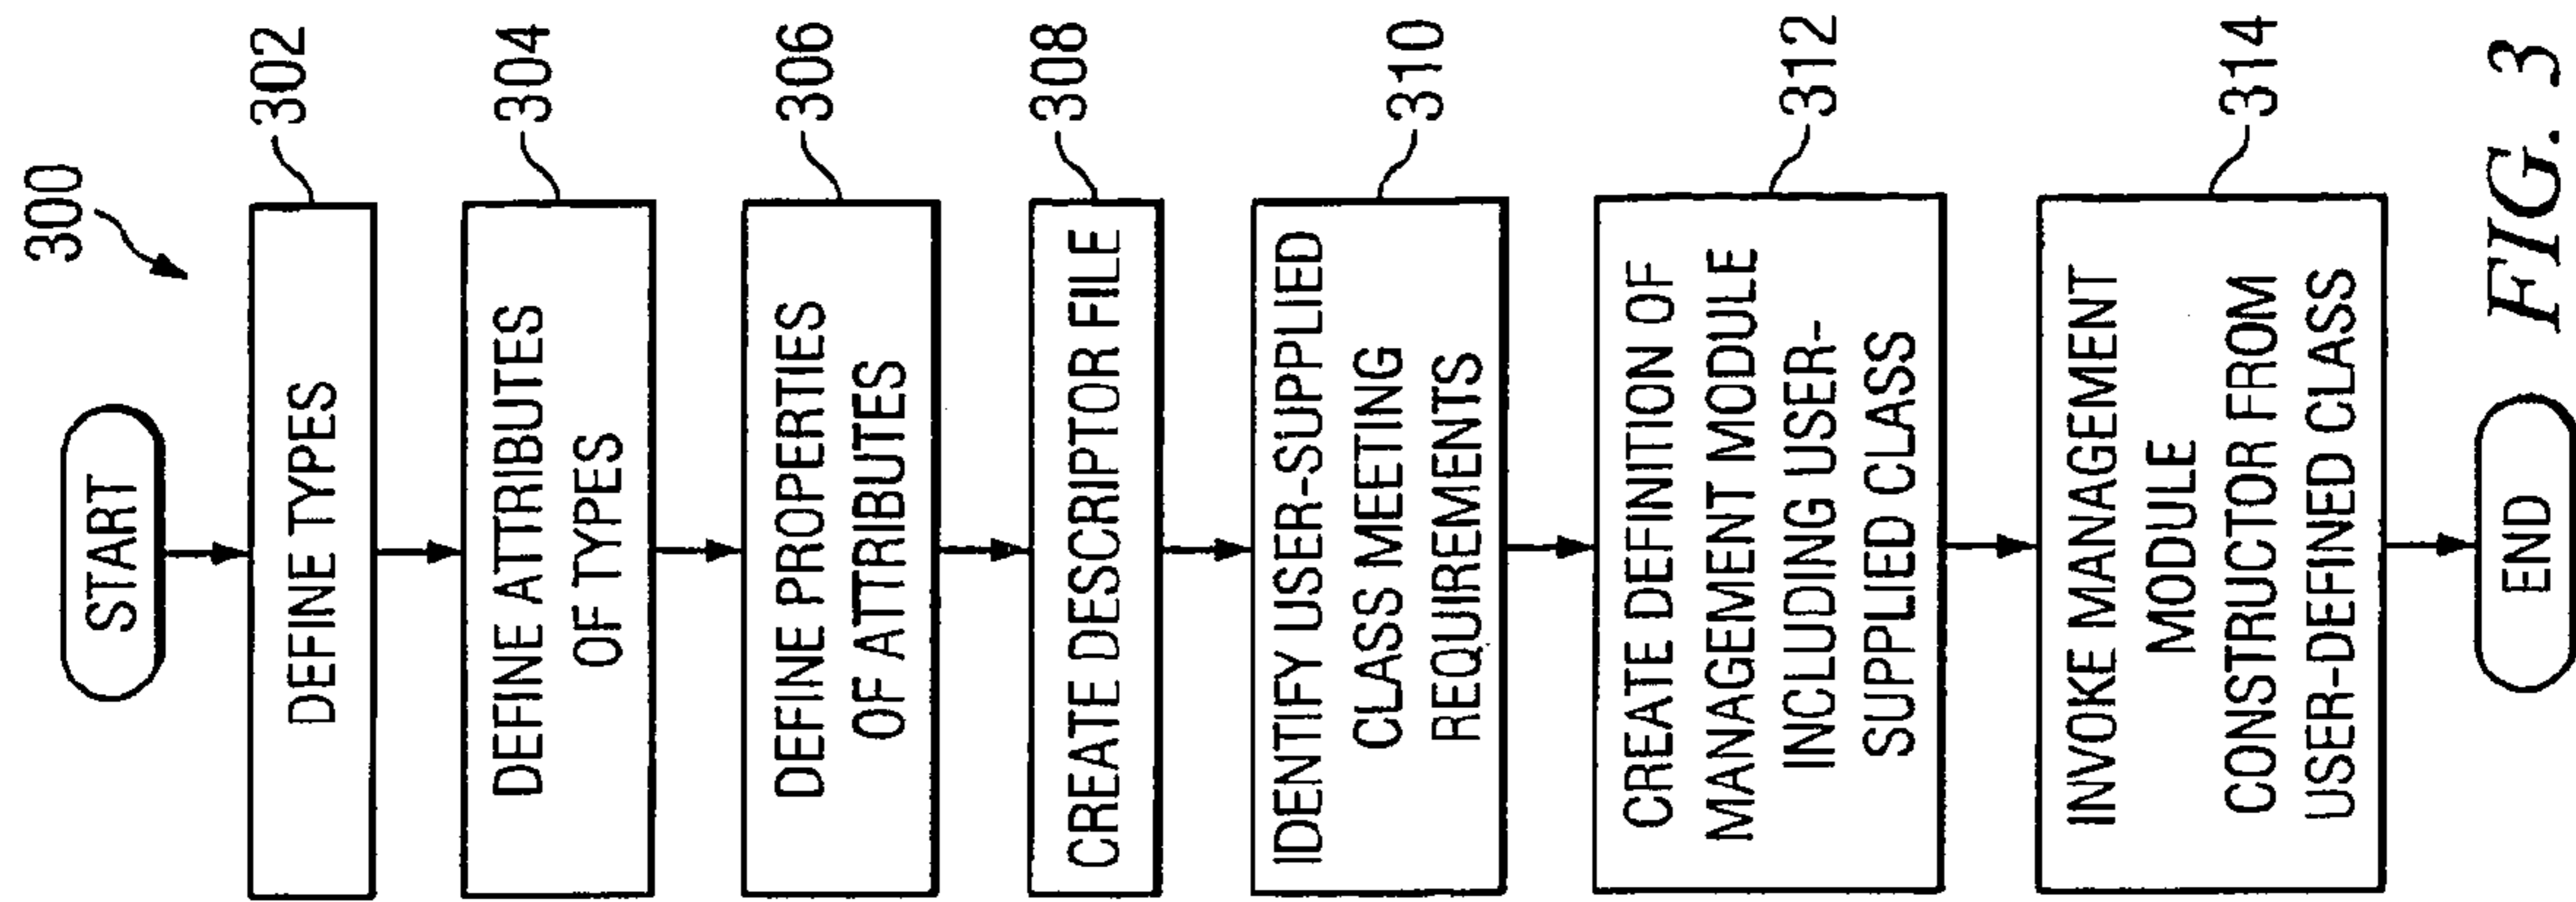 300
START
DEFINE TYPES
302
DEFINE ATTRIBUTES
OF TYPES
304
DEFINE PROPERTIES
OF ATTRIBUTES
306
CREATE DESCRIPTOR FILE
308
IDENTIFY USER-SUPPLIED
CLASS MEETING
REQUIREMENTS
310
CREATE DEFINITION OF
MANAGEMENT MODULE
INCLUDING USER-
SUPPLIED CLASS
312
INVOKE MANAGEMENT
MODULE
CONSTRUCTOR FROM
USER-DEFINED CLASS
314
END
FIG. 3